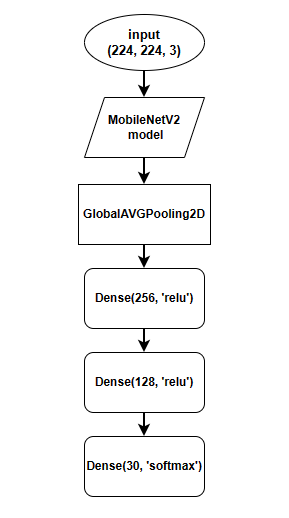 input
(224, 224, 3)
MobileNetV2
model
GlobalAVGPooling2D
Dense(256, 'relu')
Dense(128, 'relu')
Dense(30, 'softmax')